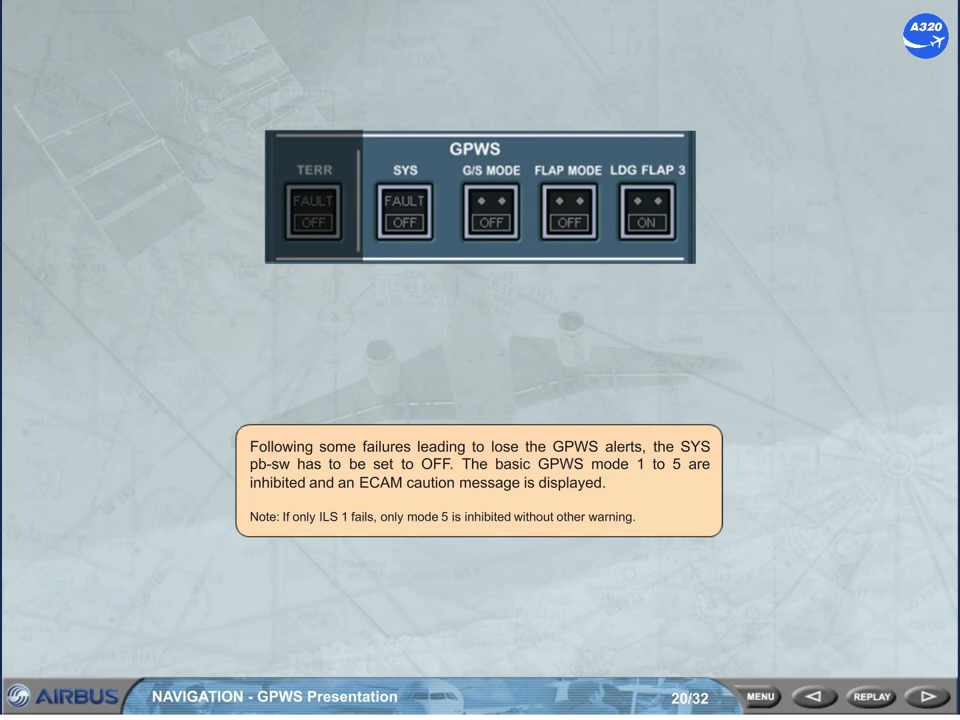 A320
GPWS
TERR SYS G/S MODE FLAP MODE LDG FLAP 3
FAULT FAULT
OFF OFF OFF OFF ON
Following some failures leading to lose the GPWS alerts, the SYS
pb-sw has to be set to OFF. The basic GPWS mode 1 to 5 are
inhibited and an ECAM caution message is displayed.
Note: If only ILS 1 fails, only mode 5 is inhibited without other warning.
AIRBUS NAVIGATION - GPWS Presentation 20/32 MENU REPLAY